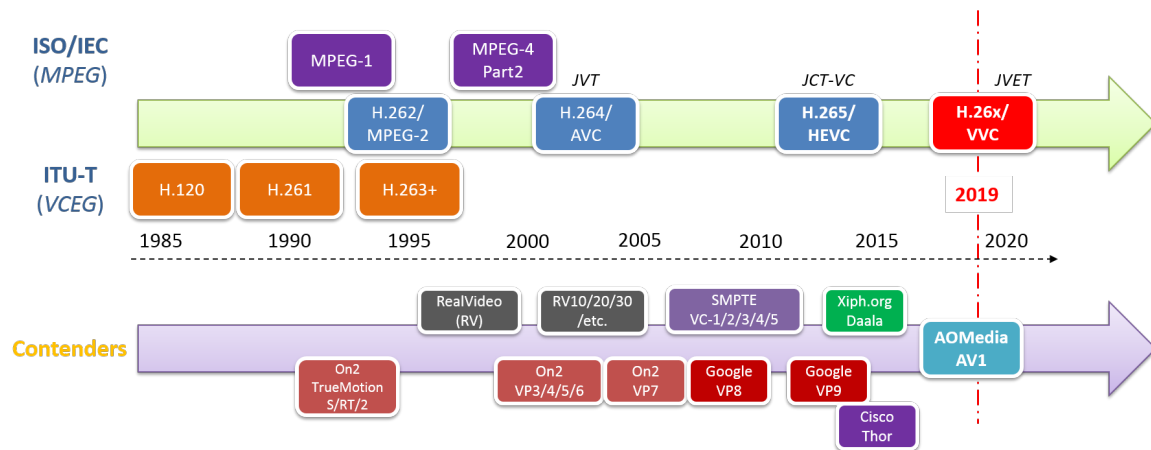 ISO/IEC
(MPEG)
MPEG-1
MPEG-4
Part2
JVT
JCT-VC
JVET
H.262/
MPEG-2
H.264/
AVC
H.265/
HEVC
H.26x/
VVC
ITU-T
(VCEG)
H.120
H.261
H.263+
2019
1985
1990
1995
2000
2005
2010
2015
2020
RealVideo
(RV)
RV10/20/30
/etc.
SMPTE
VC-1/2/3/4/5
Xiph.org
Daala
Contenders
AOMedia
AV1
On2
TrueMotion
S/RT/2
On2
VP3/4/5/6
On2
VP7
Google
VP8
Google
VP9
Cisco
Thor